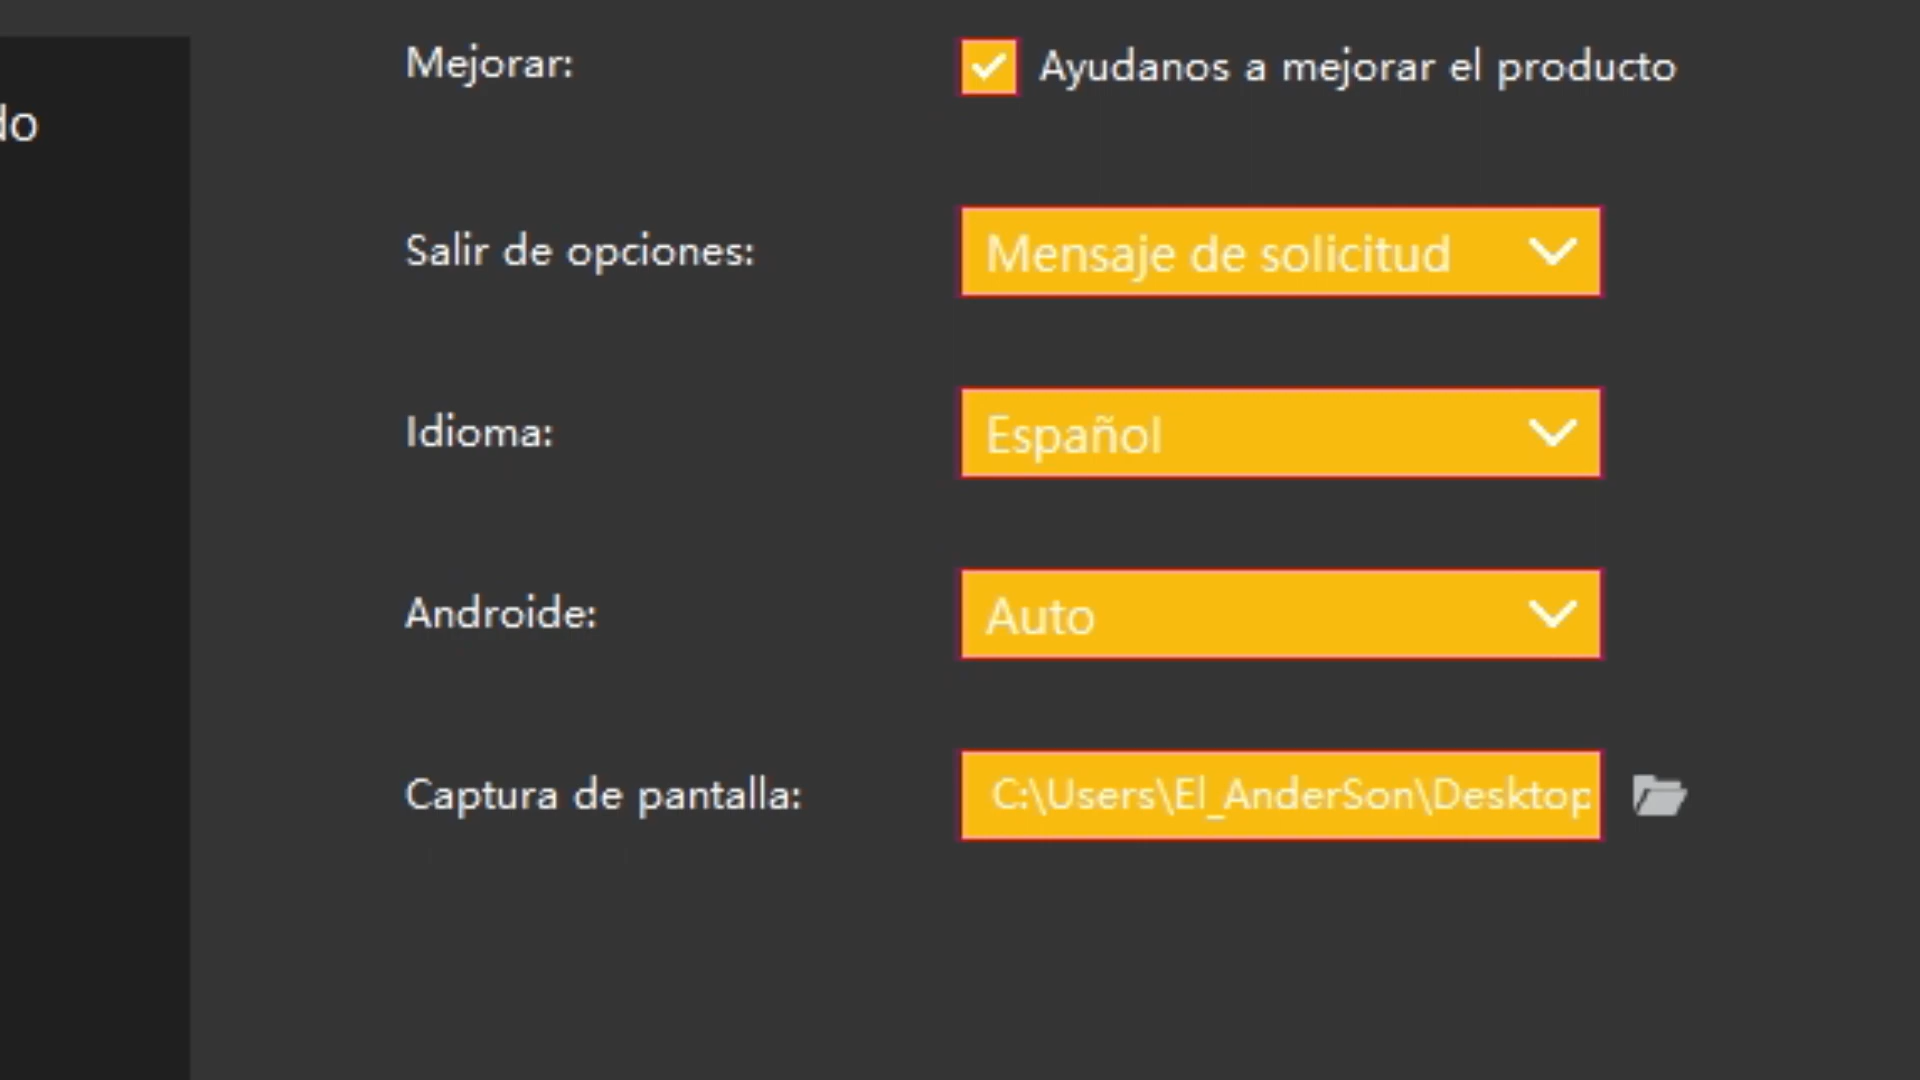 Mejorar:
Ayudanos a mejorar el producto
do
Salir de opciones:
Mensaje de solicitud
Idioma:
Español
Androide:
Auto
Captura de pantalla:
C:\Users\El_AnderSon\Desktop